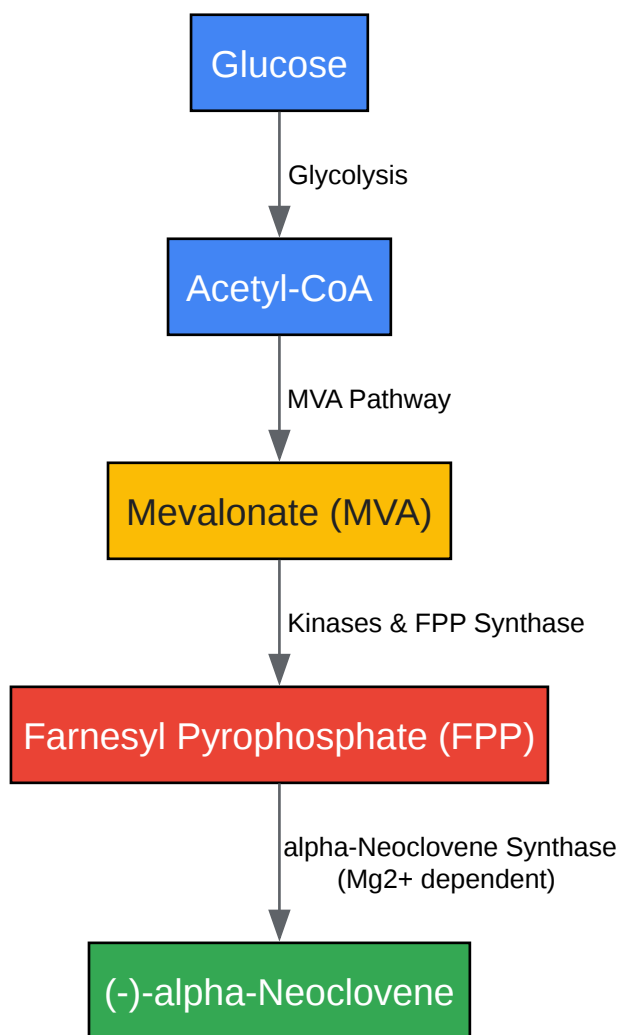 Glucose
Glycolysis
Acetyl-CoA
MVA Pathway
Mevalonate (MVA)
Kinases & FPP Synthase
Farnesyl Pyrophosphate (FPP)
alpha-Neoclovene Synthase
(Mg2+ dependent)
(-)-alpha-Neoclovene